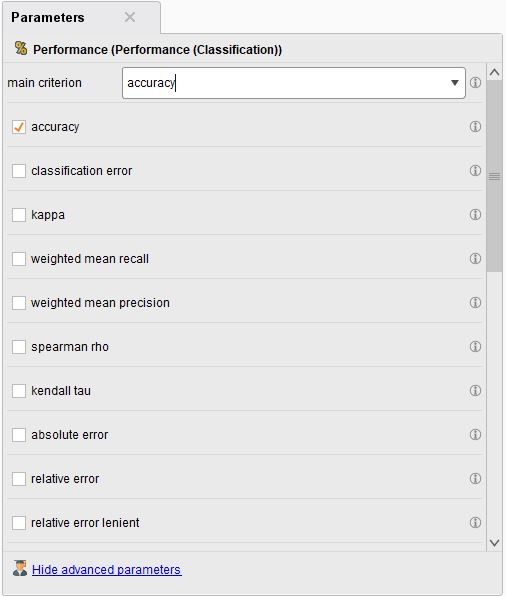 Parameters
Performance (Performance (Classification))
main criterion accuracy
accuracy
classification error
kappa
weighted mean recall
weighted mean precision
spearman rho
kendall tau
absolute error
relative error
relative error lenient
Hide advanced parameters